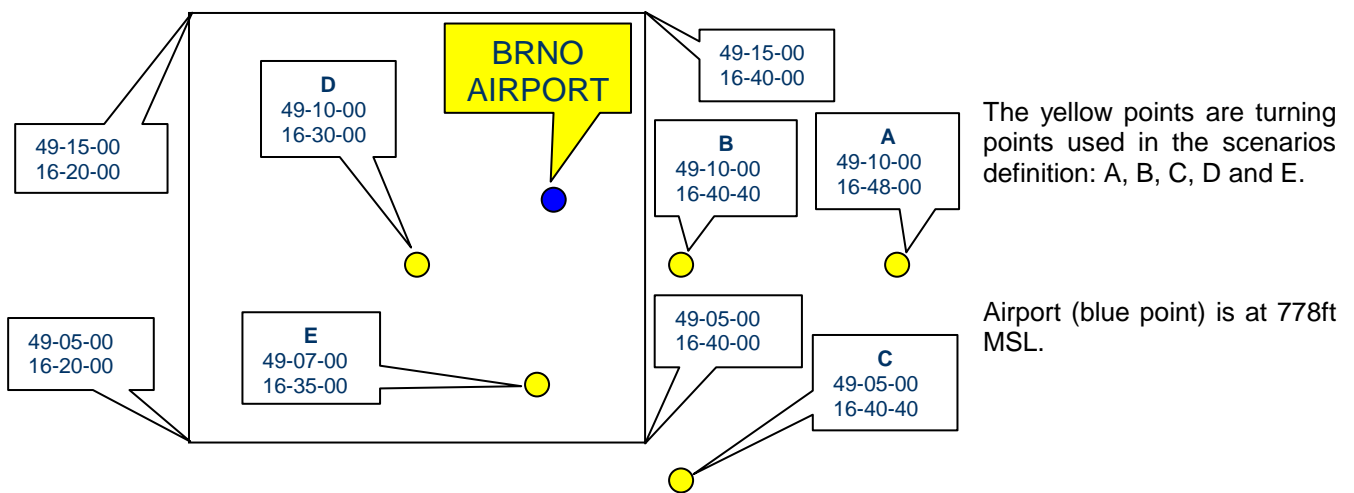 BRNO
AIRPORT
49-15-00
16-40-00
D
49-10-00
16-30-00
49-15-00
16-20-00
B
49-10-00
16-40-40
A
49-10-00
16-48-00
The yellow points are turning
points used in the scenarios
definition: A, B, C, D and E.
49-05-00
16-20-00
E
49-07-00
16-35-00
49-05-00
16-40-00
C
49-05-00
16-40-40
Airport (blue point) is at 778ft
MSL.